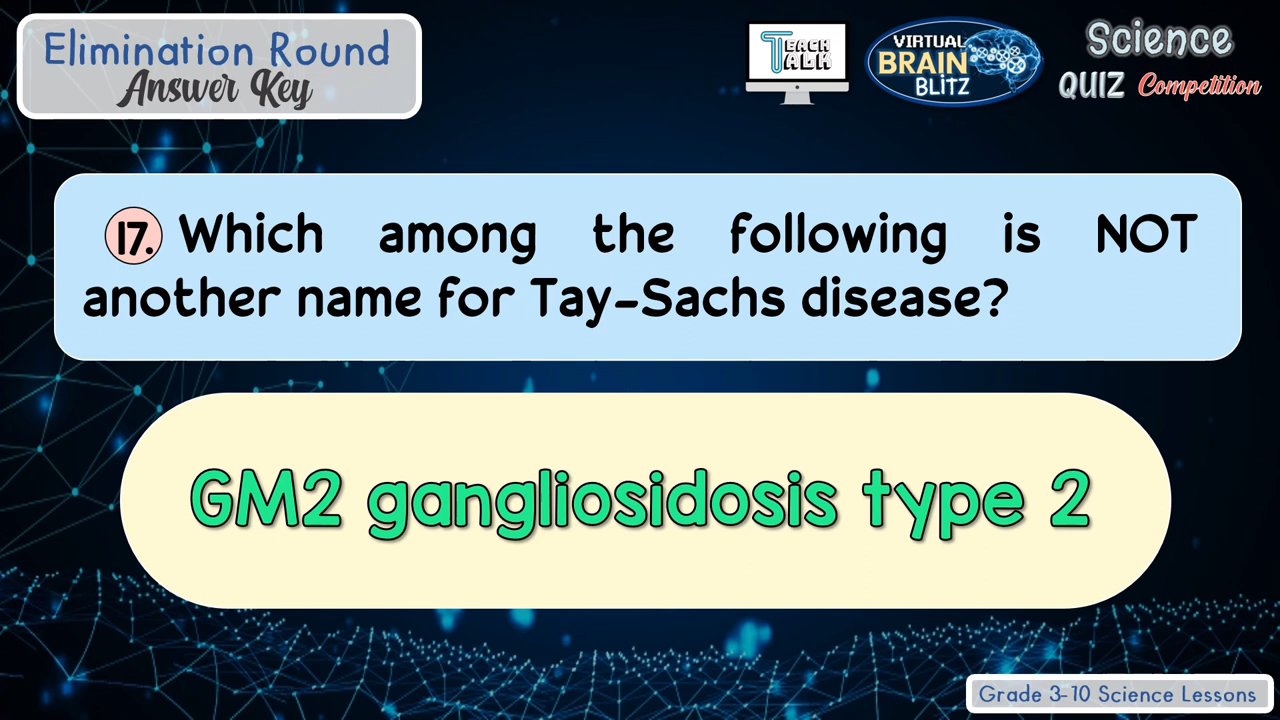 Elimination Round
Answer Key
TEACH
TALK
VIRTUAL
BRAIN
BLITZ
Science
QUIZ Competition
17. Which among the following is NOT
another name for Tay-Sachs disease?
GM2 gangliosidosis type 2
Grade 3-10 Science Lessons